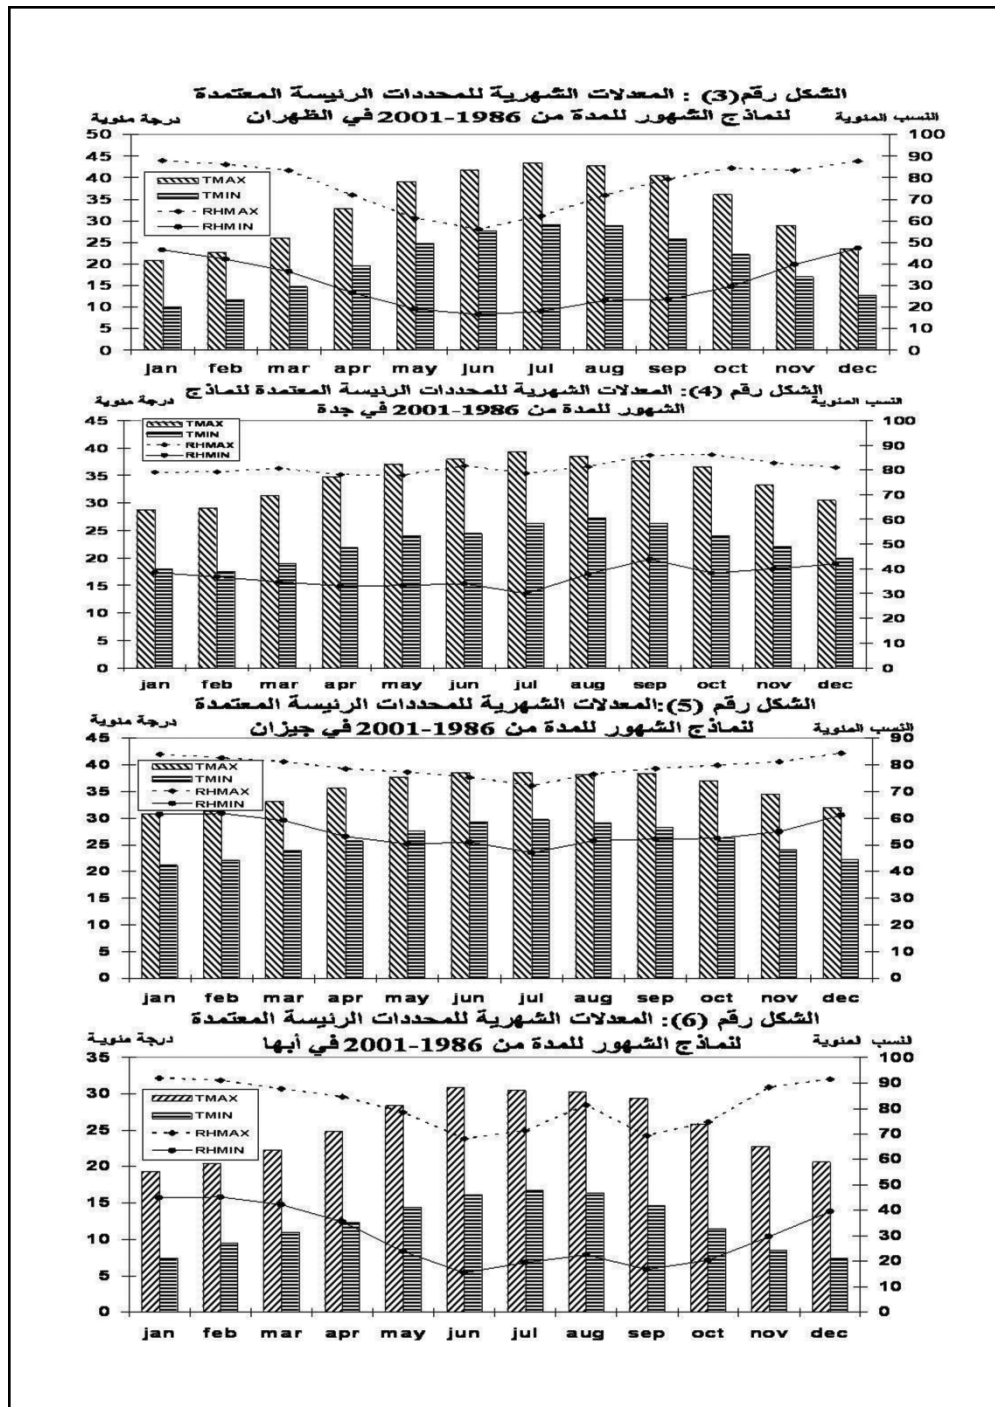 الشكل رقم(3) : المعدلات الشهرية للمحددات الرئيسة المعتمدة
لنماذج الشهور للمدة من 1986-2001 في الظهران
درجة مئوية
النسب المئوية
50 45 40 35 30 25 20 15 10 5 0
100 90 80 70 60 50 40 30 20 10 0
TMAX
TMIN
RHMAX
RHMIN
jan feb mar apr may jun jul aug sep oct nov dec
الشكل رقم (4): المعدلات الشهرية للمحددات الرئيسة المعتمدة لنماذج
الشهور للمدة من 1986-2001 في جدة
درجة مئوية
النسب المئوية
45 40 35 30 25 20 15 10 5 0
100 90 80 70 60 50 40 30 20 10 0
TMAX
TMIN
RHMAX
RHMIN
jan feb mar apr may jun jul aug sep oct nov dec
الشكل رقم (5):المعدلات الشهرية للمحددات الرئيسة المعتمدة
لنماذج الشهور للمدة من 1986-2001 في جيزان
درجة مئوية
النسب المئوية
45 40 35 30 25 20 15 10 5 0
90 80 70 60 50 40 30 20 10 0
TMAX
TMIN
RHMAX
RHMIN
jan feb mar apr may jun jul aug sep oct nov dec
الشكل رقم (6): المعدلات الشهرية للمحددات الرئيسة المعتمدة
لنماذج الشهور للمدة من 1986-2001 في أبها
درجة مئوية
النسب المئوية
35 30 25 20 15 10 5 0
100 90 80 70 60 50 40 30 20 10 0
TMAX
TMIN
RHMAX
RHMIN
jan feb mar apr may jun jul aug sep oct nov dec